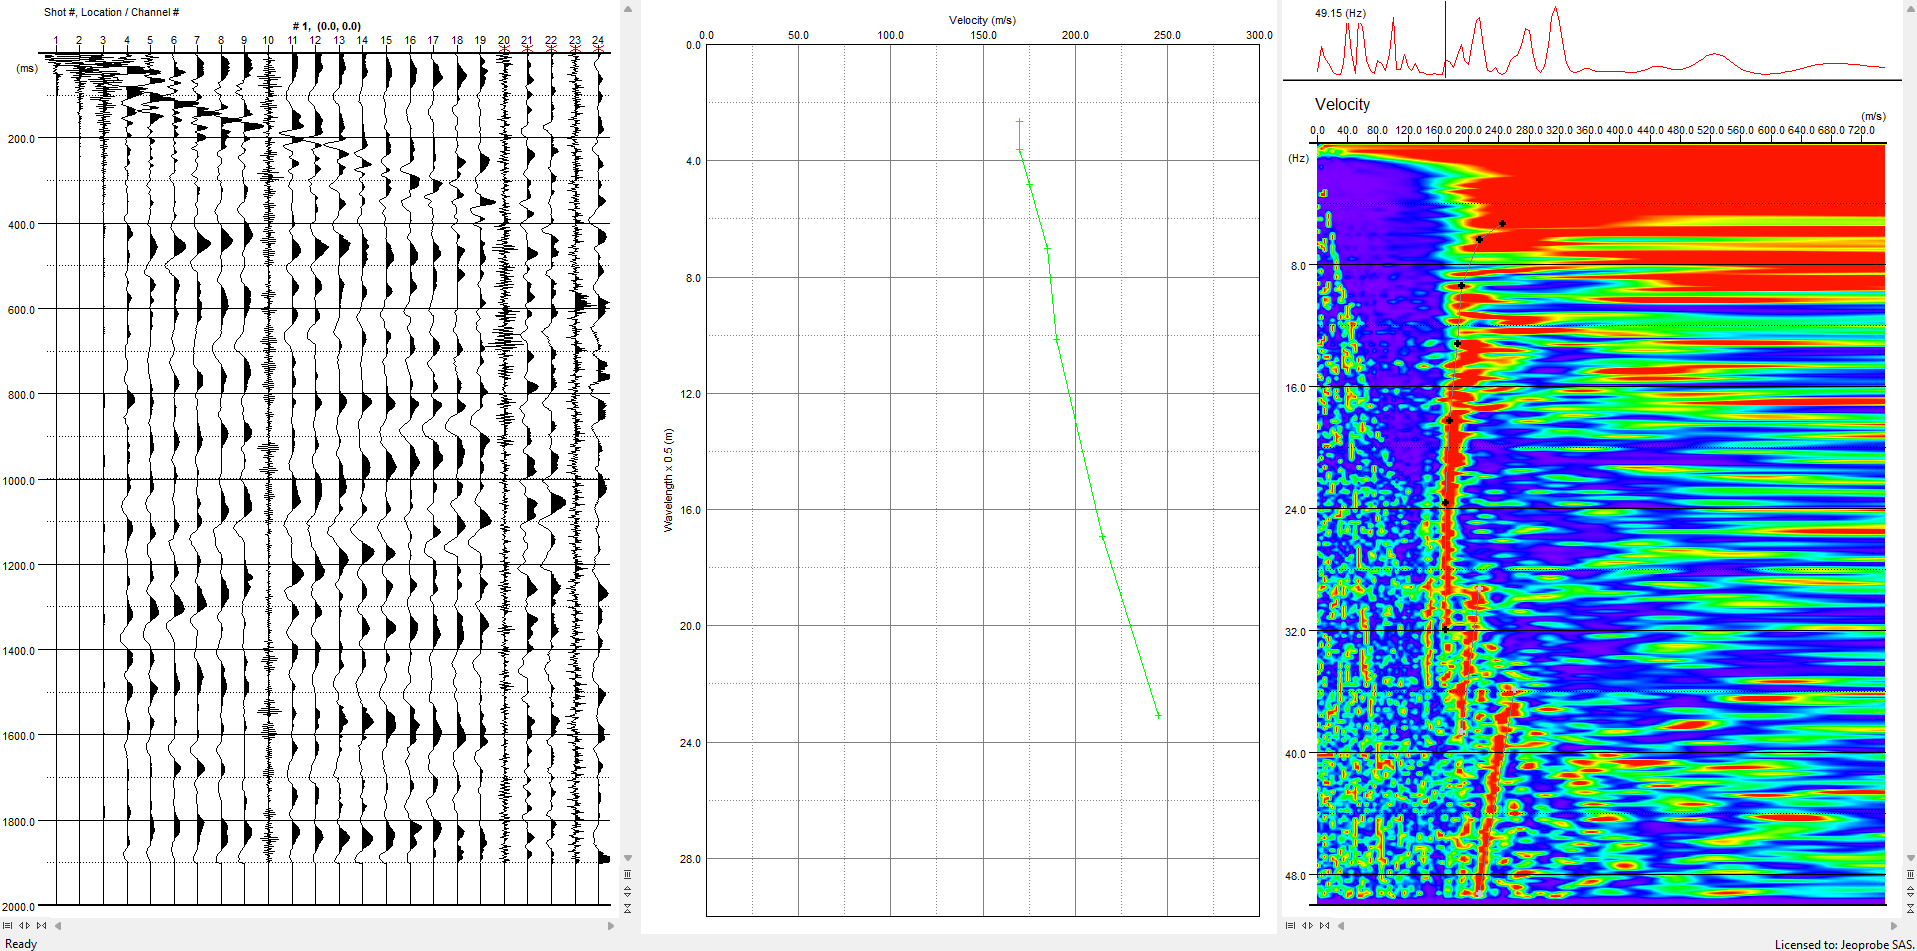 Shot #, Location / Channel #
# 1, (0.0, 0.0)
1 2 3 4 5 6 7 8 9 10 11 12 13 14 15 16 17 18 19 20 21 22 23 24
(ms)
200.0
400.0
600.0
800.0
1000.0
1200.0
1400.0
1600.0
1800.0
2000.0
Ready
Velocity (m/s)
0.0 50.0 100.0 150.0 200.0 250.0 300.0
0.0
4.0
8.0
12.0
16.0
20.0
24.0
28.0
Wavelength x 0.5 (m)
49.15 (Hz)
Velocity
(m/s)
0.0 40.0 80.0 120.0 160.0 200.0 240.0 280.0 320.0 360.0 400.0 440.0 480.0 520.0 560.0 600.0 640.0 680.0 720.0
(Hz)
8.0
16.0
24.0
32.0
40.0
48.0
Licensed to: Jeoprobe SAS.